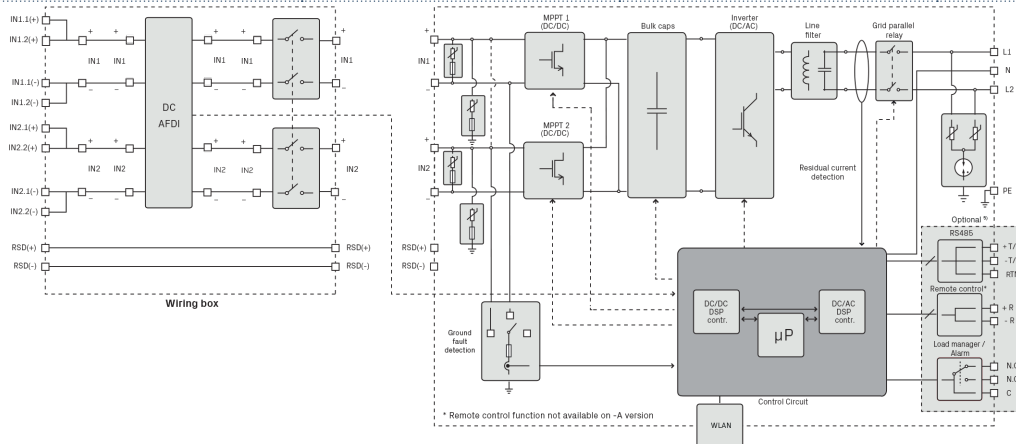 IN1.1(+)
IN1.2(+)
+ + + + +
IN1 IN1 IN1 IN1 IN1
− − − − −
IN1.1(-)
IN1.2(-)
DC
AFDI
IN2.1(+)
IN2.2(+)
+ + + + +
IN2 IN2 IN2 IN2 IN2
− − − − −
IN2.1(-)
IN2.2(-)
RSD(+) RSD(+)
RSD(-) RSD(-)
Wiring box
MPPT 1
(DC/DC)
Bulk caps
Inverter
(DC/AC)
Line
filter
Grid parallel
relay
+
IN1
−
MPPT 2
(DC/DC)
+
IN2
−
RSD(+)
RSD(-)
L1
N
L2
PE
Residual current
detection
Ground
fault
detection
DC/DC
DSP
contr.
µP
DC/AC
DSP
contr.
Control Circuit
WLAN
Optional
RS485
+ T/
- T/
RTN
Remote control*
+ R
- R
Load manager /
Alarm
N.
N.
C
* Remote control function not available on -A version